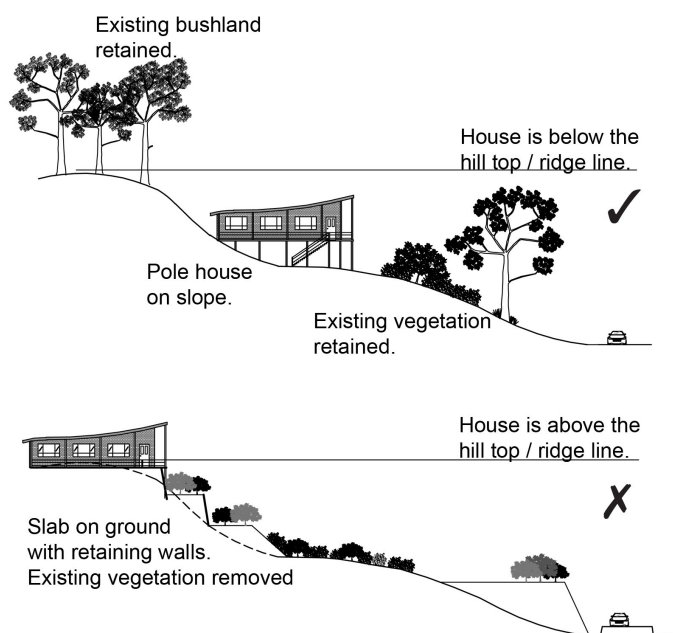 Existing bushland
retained.
House is below the
hill top / ridge line.
Pole house
on slope.
Existing vegetation
retained.
House is above the
hill top / ridge line.
Slab on ground
with retaining walls.
Existing vegetation removed